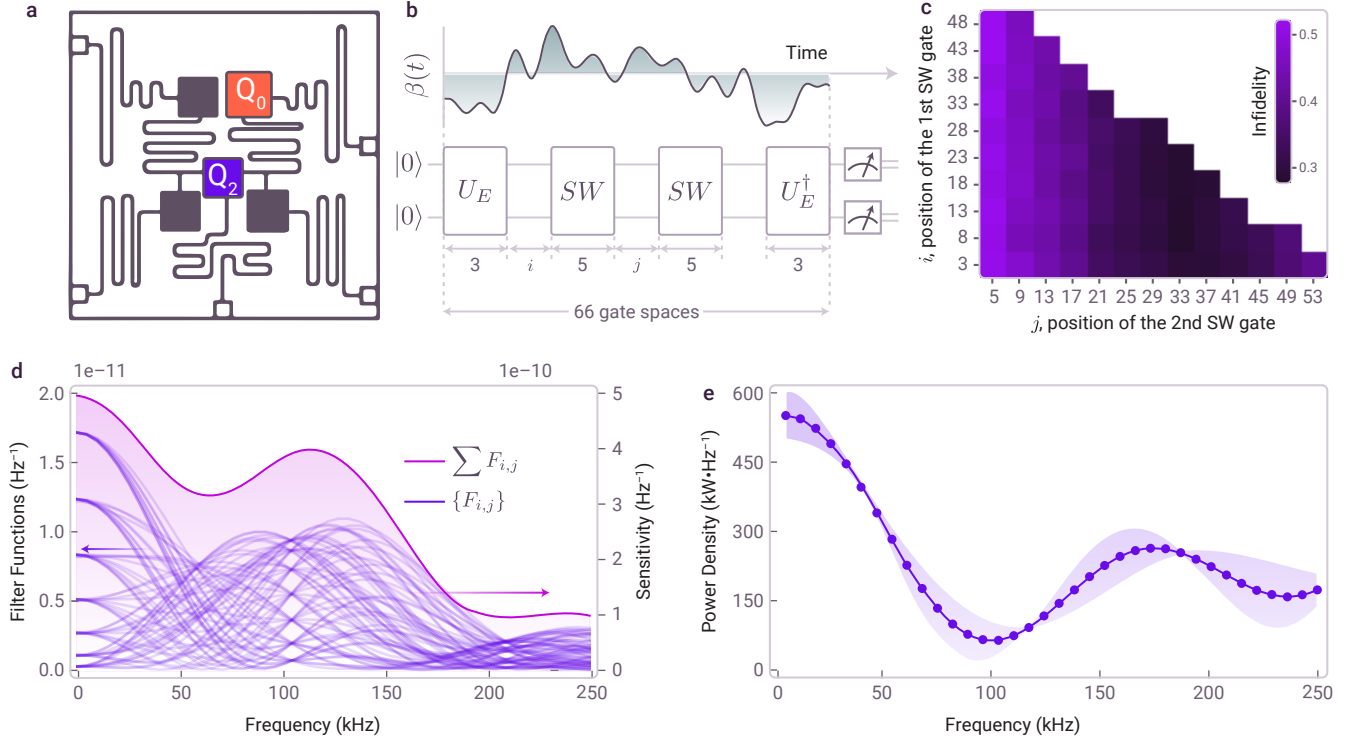 a
Q0
Q2
b
β(t)
Time
|0⟩
|0⟩
U_E
SW
SW
U_E^†
3
i
5
j
5
3
66 gate spaces
c
i, position of the 1st SW gate
48
43
38
33
28
23
18
13
8
3
5 9 13 17 21 25 29 33 37 41 45 49 53
j, position of the 2nd SW gate
Infidelity
0.5
0.4
0.3
d
1e−11
1e−10
Filter Functions (Hz⁻¹)
2.0
1.5
1.0
0.5
0.0
∑ F_{i,j}
{F_{i,j}}
5
4
3
2
1
0
Sensitivity (Hz⁻¹)
0 50 100 150 200 250
Frequency (kHz)
e
Power Density (kW•Hz⁻¹)
600
450
300
150
0
0 50 100 150 200 250
Frequency (kHz)